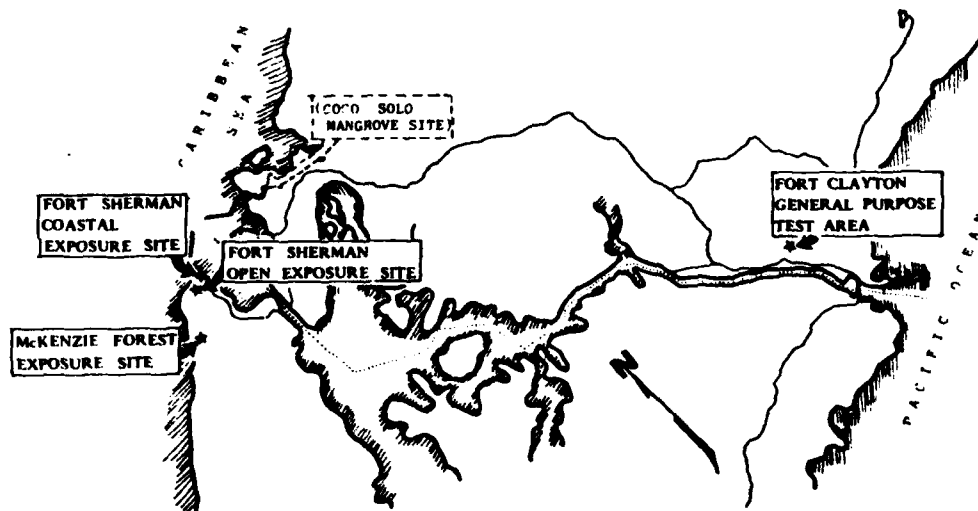 CARIBBEAN
SEA
(COCO SOLO
MANGROVE SITE)
FORT SHERMAN
COASTAL
EXPOSURE SITE
FORT SHERMAN
OPEN EXPOSURE SITE
McKENZIE FOREST
EXPOSURE SITE
FORT CLAYTON
GENERAL PURPOSE
TEST AREA
N
PACIFIC OCEAN